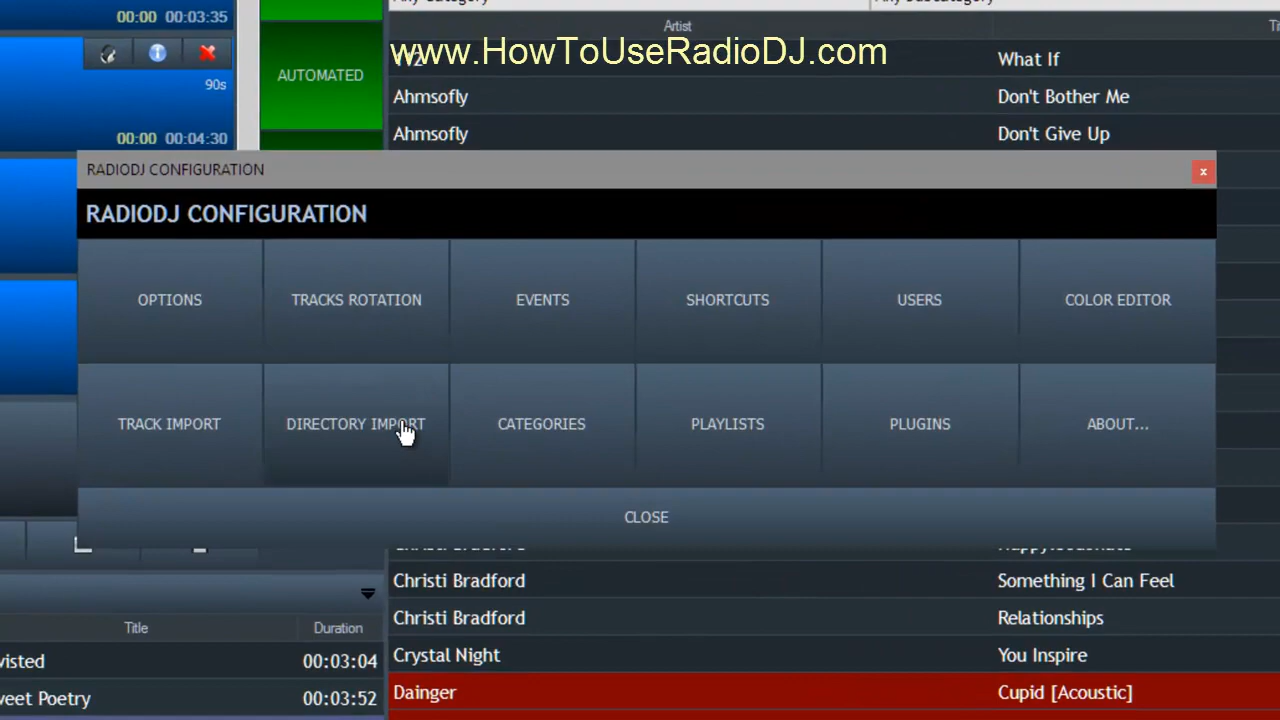 00:00 00:03:35
Artist
www.HowToUseRadioDJ.com
What If
90s
AUTOMATED
Ahmsofly
Don't Bother Me
00:00 00:04:30
Ahmsofly
Don't Give Up
RADIODJ CONFIGURATION
x
RADIODJ CONFIGURATION
OPTIONS
TRACKS ROTATION
EVENTS
SHORTCUTS
USERS
COLOR EDITOR
TRACK IMPORT
DIRECTORY IMPORT
CATEGORIES
PLAYLISTS
PLUGINS
ABOUT...
CLOSE
Christi Bradford
Something I Can Feel
Title
Duration
Christi Bradford
Relationships
visted
00:03:04
Crystal Night
You Inspire
weet Poetry
00:03:52
Dainger
Cupid [Acoustic]